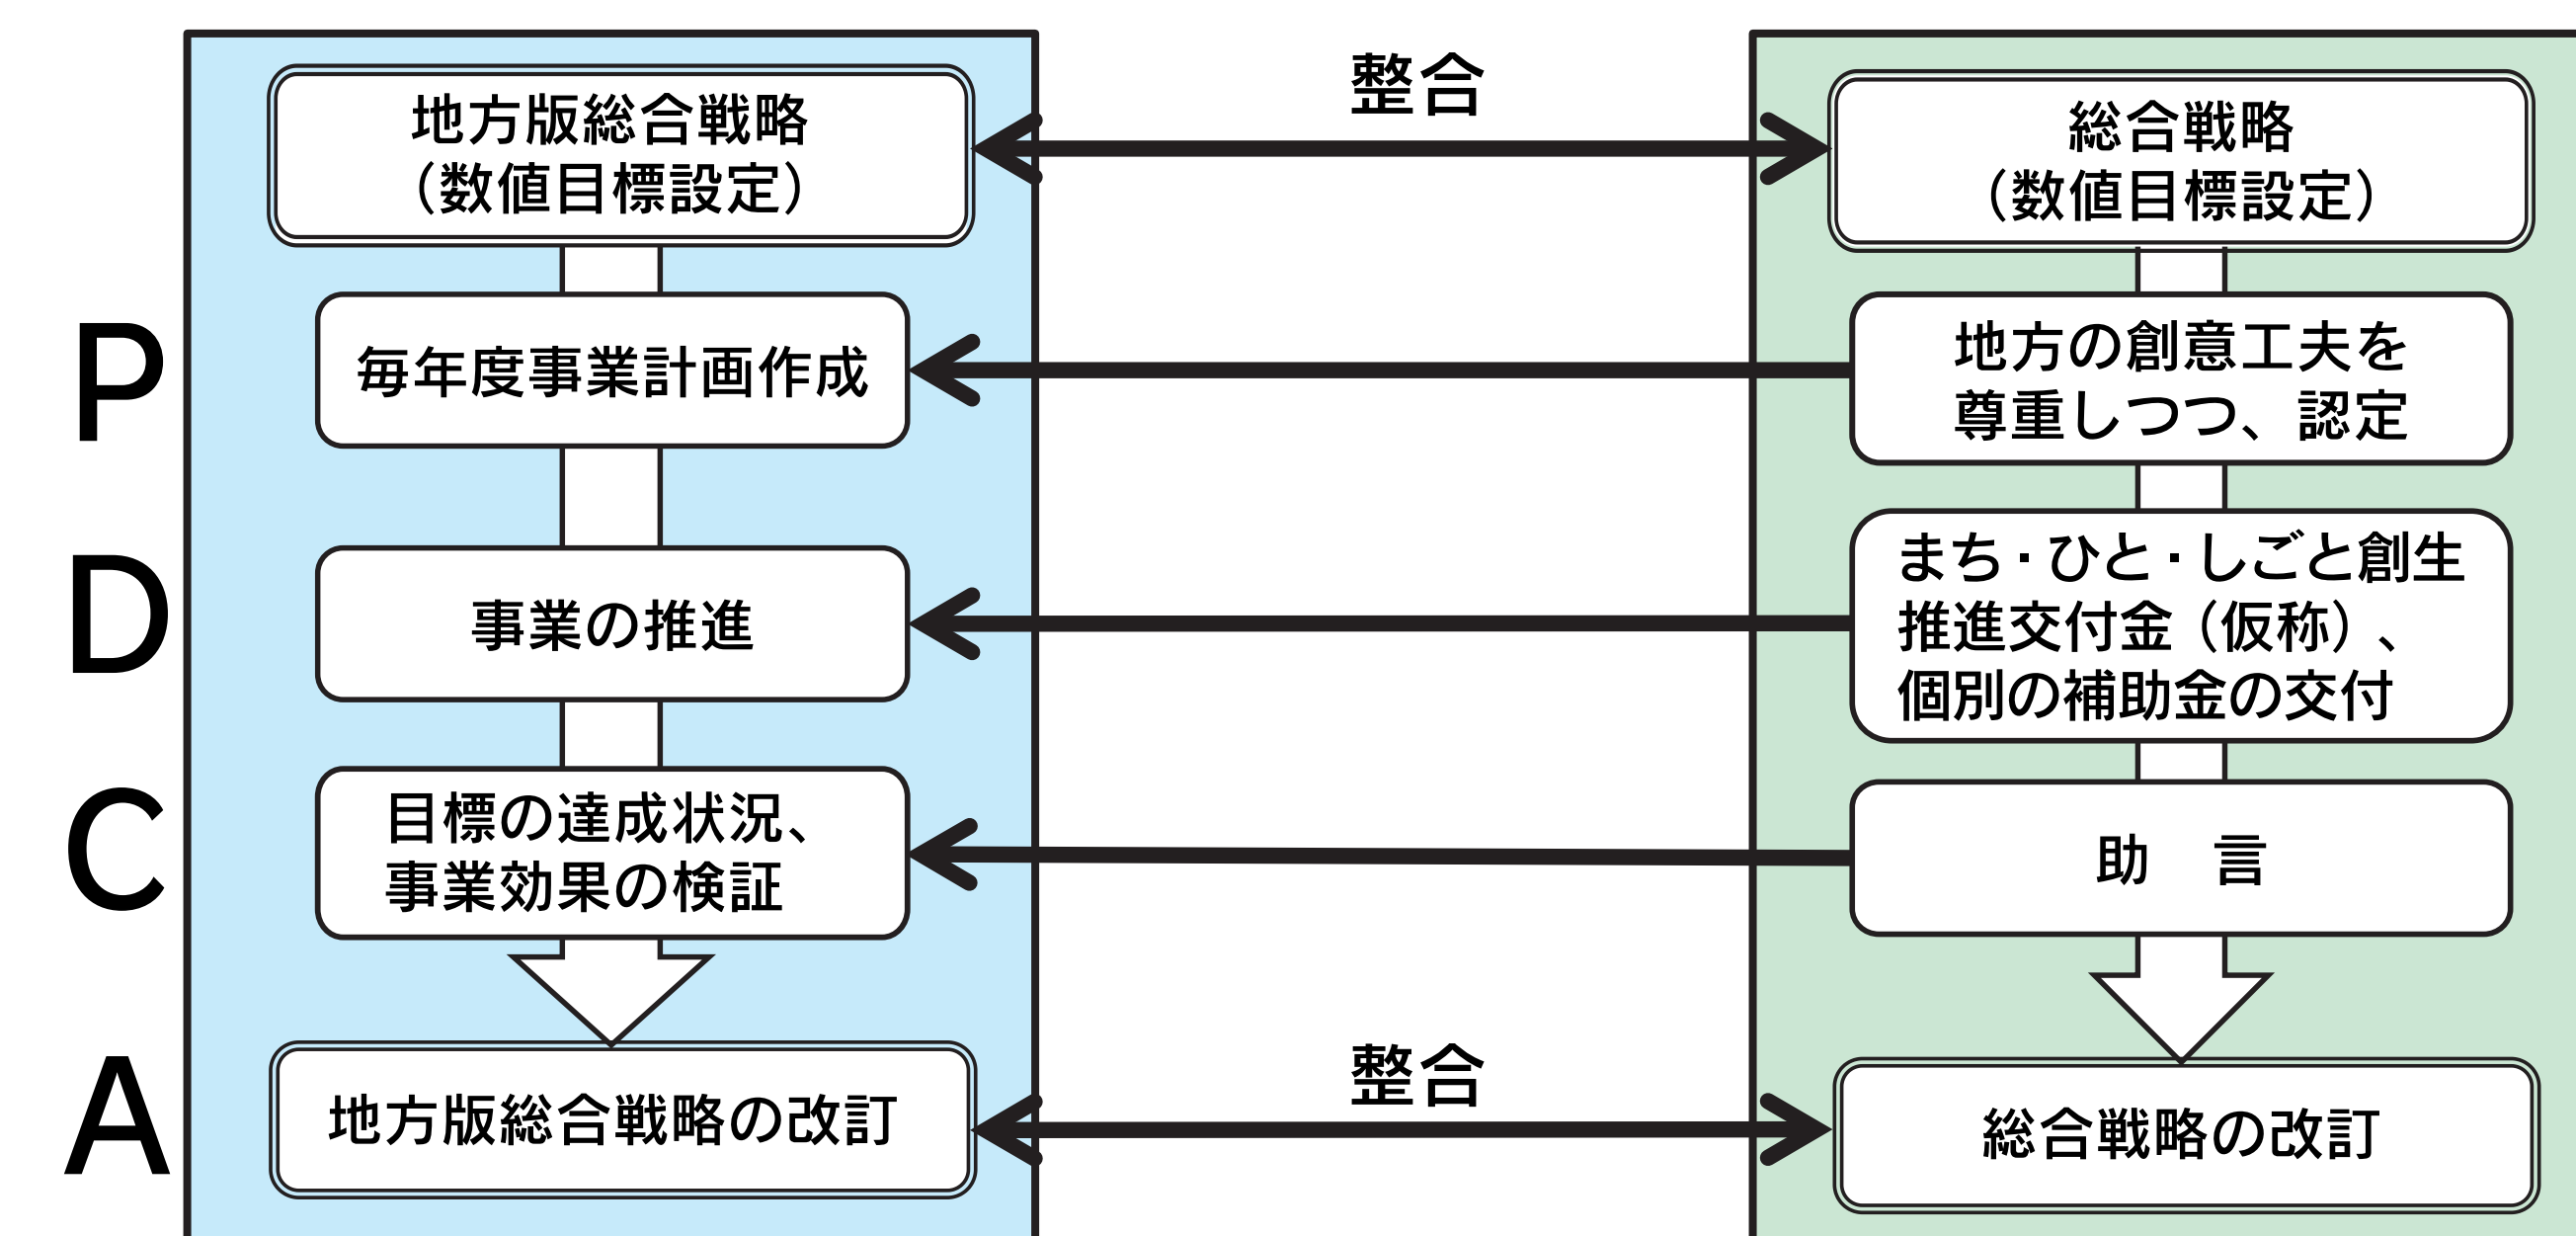 整合
地方版総合戦略
（数値目標設定）
総合戦略
（数値目標設定）
P
毎年度事業計画作成
地方の創意工夫を
尊重しつつ、認定
D
事業の推進
まち・ひと・しごと創生
推進交付金（仮称）、
個別の補助金の交付
C
目標の達成状況、
事業効果の検証
助　言
A
整合
地方版総合戦略の改訂
総合戦略の改訂